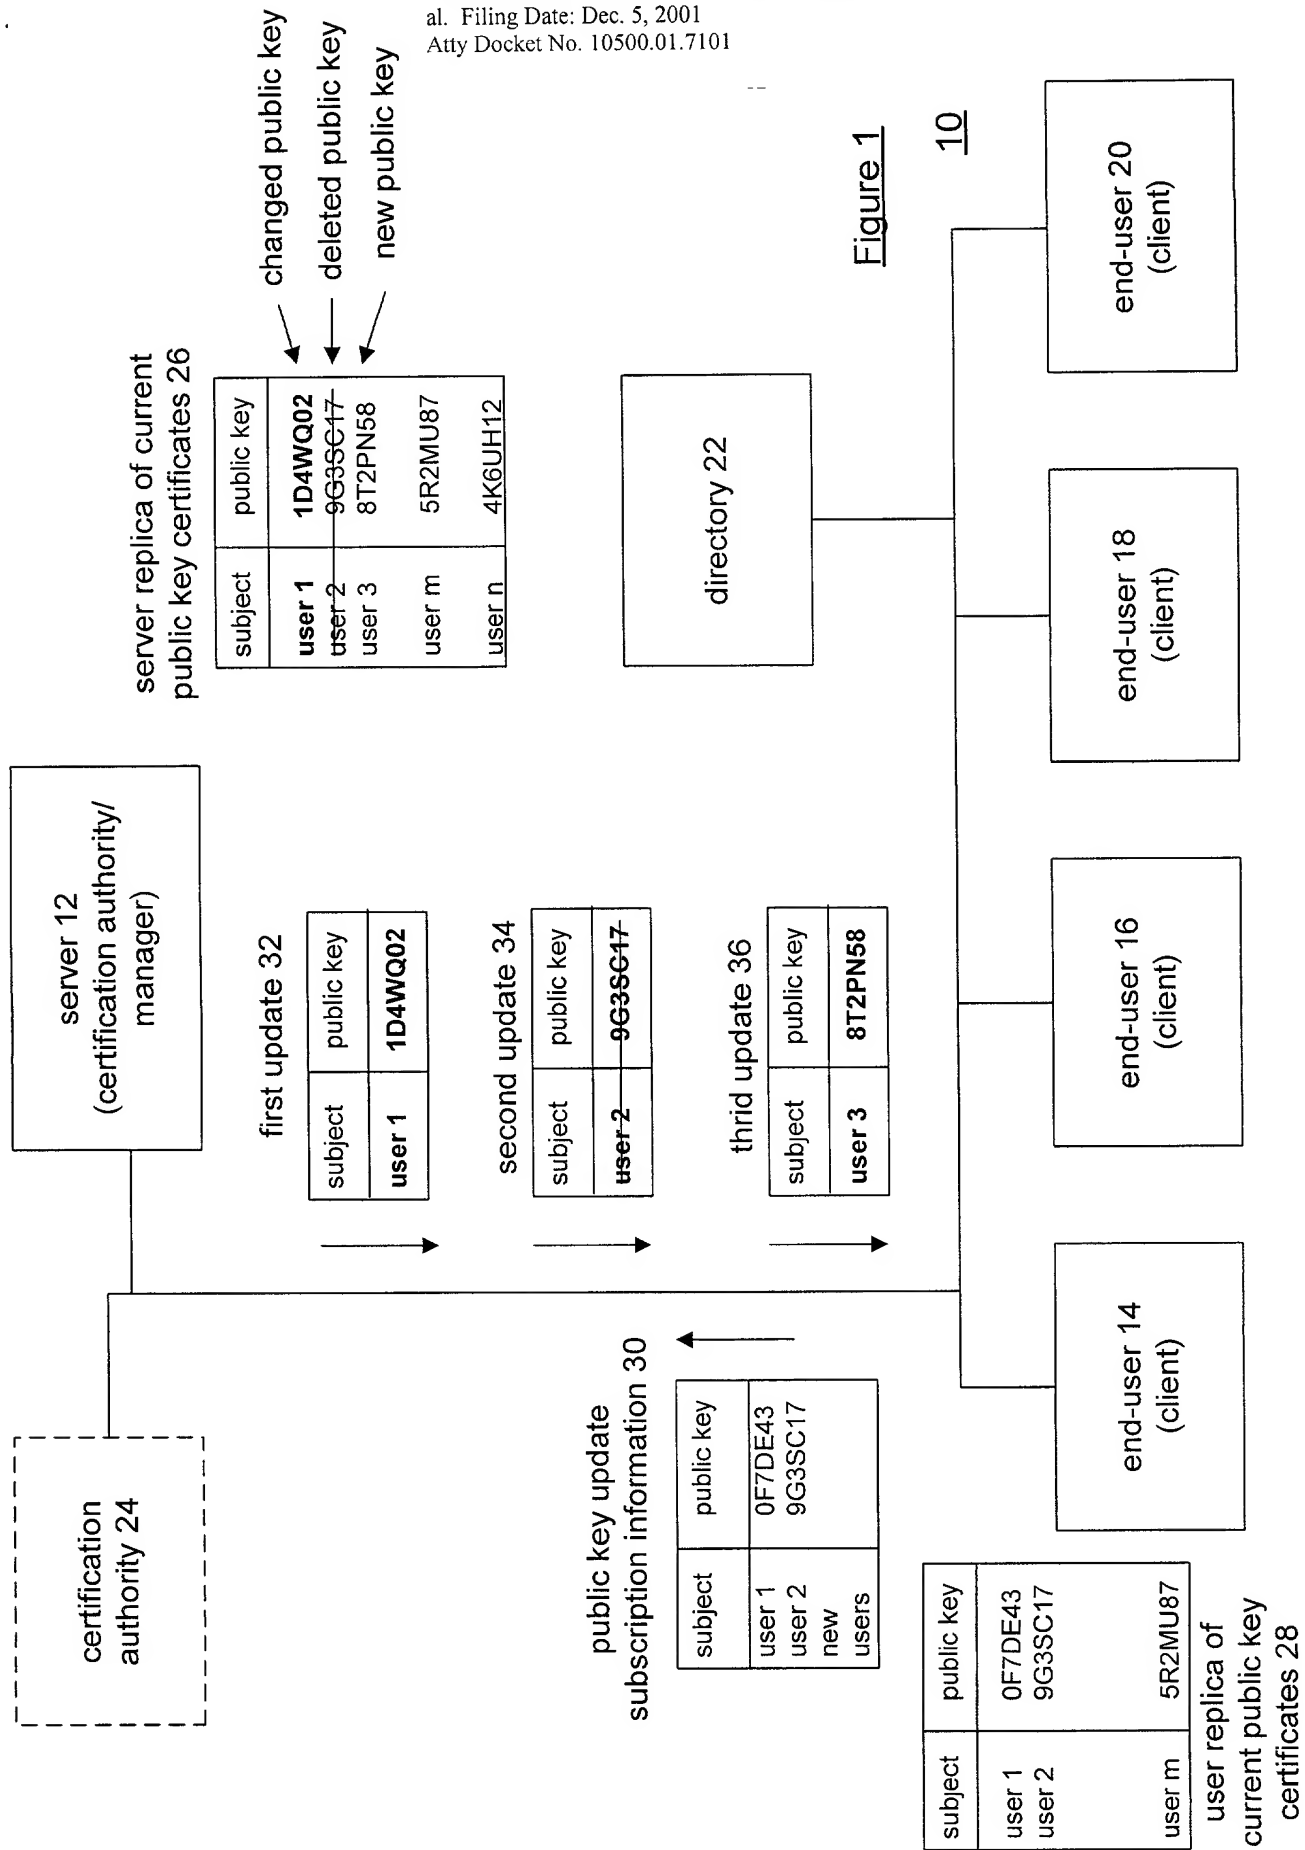 al. Filing Date: Dec. 5, 2001
Atty Docket No. 10500.01.7101
certification
authority 24
server 12
(certification authority/
manager)
server replica of current
public key certificates 26
subject public key
user 1 1D4WQ02
user 2 9G3SC17
user 3 8T2PN58
user m 5R2MU87
user n 4K6UH12
changed public key
deleted public key
new public key
first update 32
subject public key
user 1 1D4WQ02
second update 34
subject public key
user 2 9G3SC17
thrid update 36
subject public key
user 3 8T2PN58
public key update
subscription information 30
subject public key
user 1 0F7DE43
user 2 9G3SC17
new
users
directory 22
Figure 1
10
subject public key
user 1 0F7DE43
user 2 9G3SC17
user m 5R2MU87
user replica of
current public key
certificates 28
end-user 14
(client)
end-user 16
(client)
end-user 18
(client)
end-user 20
(client)